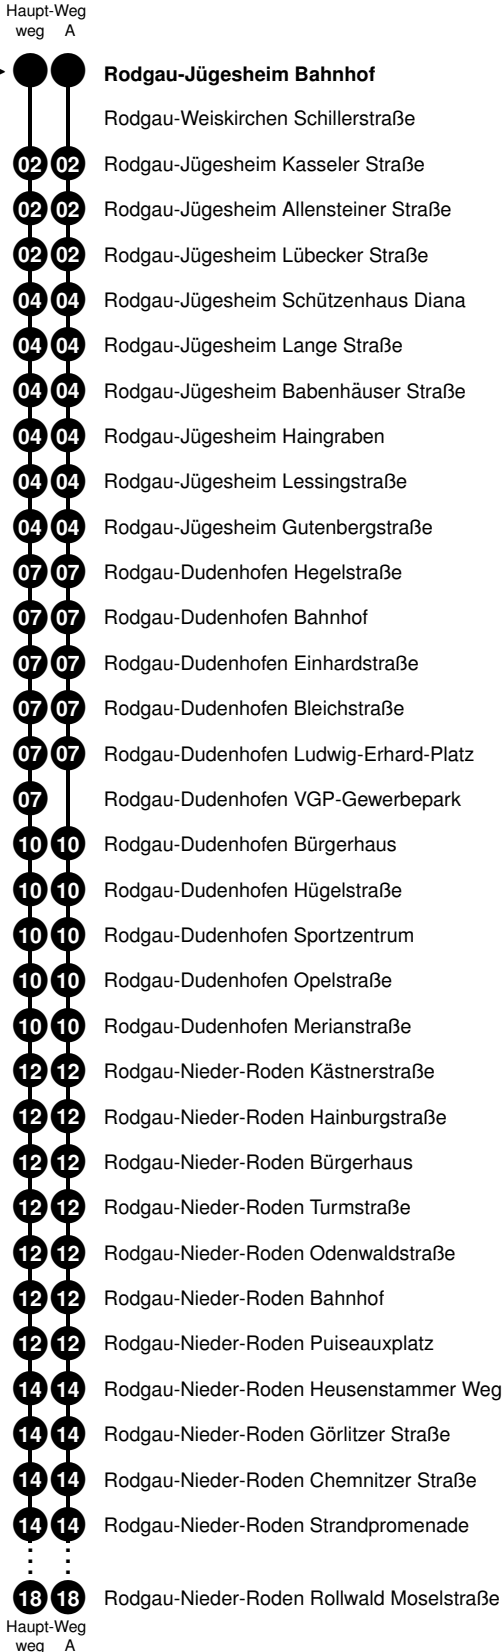 Haupt-Weg
weg A
Rodgau-Jügesheim Bahnhof
Rodgau-Weiskirchen Schillerstraße
02 02 Rodgau-Jügesheim Kasseler Straße
02 02 Rodgau-Jügesheim Allensteiner Straße
02 02 Rodgau-Jügesheim Lübecker Straße
04 04 Rodgau-Jügesheim Schützenhaus Diana
04 04 Rodgau-Jügesheim Lange Straße
04 04 Rodgau-Jügesheim Babenhäuser Straße
04 04 Rodgau-Jügesheim Haingraben
04 04 Rodgau-Jügesheim Lessingstraße
04 04 Rodgau-Jügesheim Gutenbergstraße
07 07 Rodgau-Dudenhofen Hegelstraße
07 07 Rodgau-Dudenhofen Bahnhof
07 07 Rodgau-Dudenhofen Einhardstraße
07 07 Rodgau-Dudenhofen Bleichstraße
07 07 Rodgau-Dudenhofen Ludwig-Erhard-Platz
07 Rodgau-Dudenhofen VGP-Gewerbepark
10 10 Rodgau-Dudenhofen Bürgerhaus
10 10 Rodgau-Dudenhofen Hügelstraße
10 10 Rodgau-Dudenhofen Sportzentrum
10 10 Rodgau-Dudenhofen Opelstraße
10 10 Rodgau-Dudenhofen Merianstraße
12 12 Rodgau-Nieder-Roden Kästnerstraße
12 12 Rodgau-Nieder-Roden Hainburgstraße
12 12 Rodgau-Nieder-Roden Bürgerhaus
12 12 Rodgau-Nieder-Roden Turmstraße
12 12 Rodgau-Nieder-Roden Odenwaldstraße
12 12 Rodgau-Nieder-Roden Bahnhof
12 12 Rodgau-Nieder-Roden Puiseauxplatz
14 14 Rodgau-Nieder-Roden Heusenstammer Weg
14 14 Rodgau-Nieder-Roden Görlitzer Straße
14 14 Rodgau-Nieder-Roden Chemnitzer Straße
14 14 Rodgau-Nieder-Roden Strandpromenade
18 18 Rodgau-Nieder-Roden Rollwald Moselstraße
Haupt-Weg
weg A